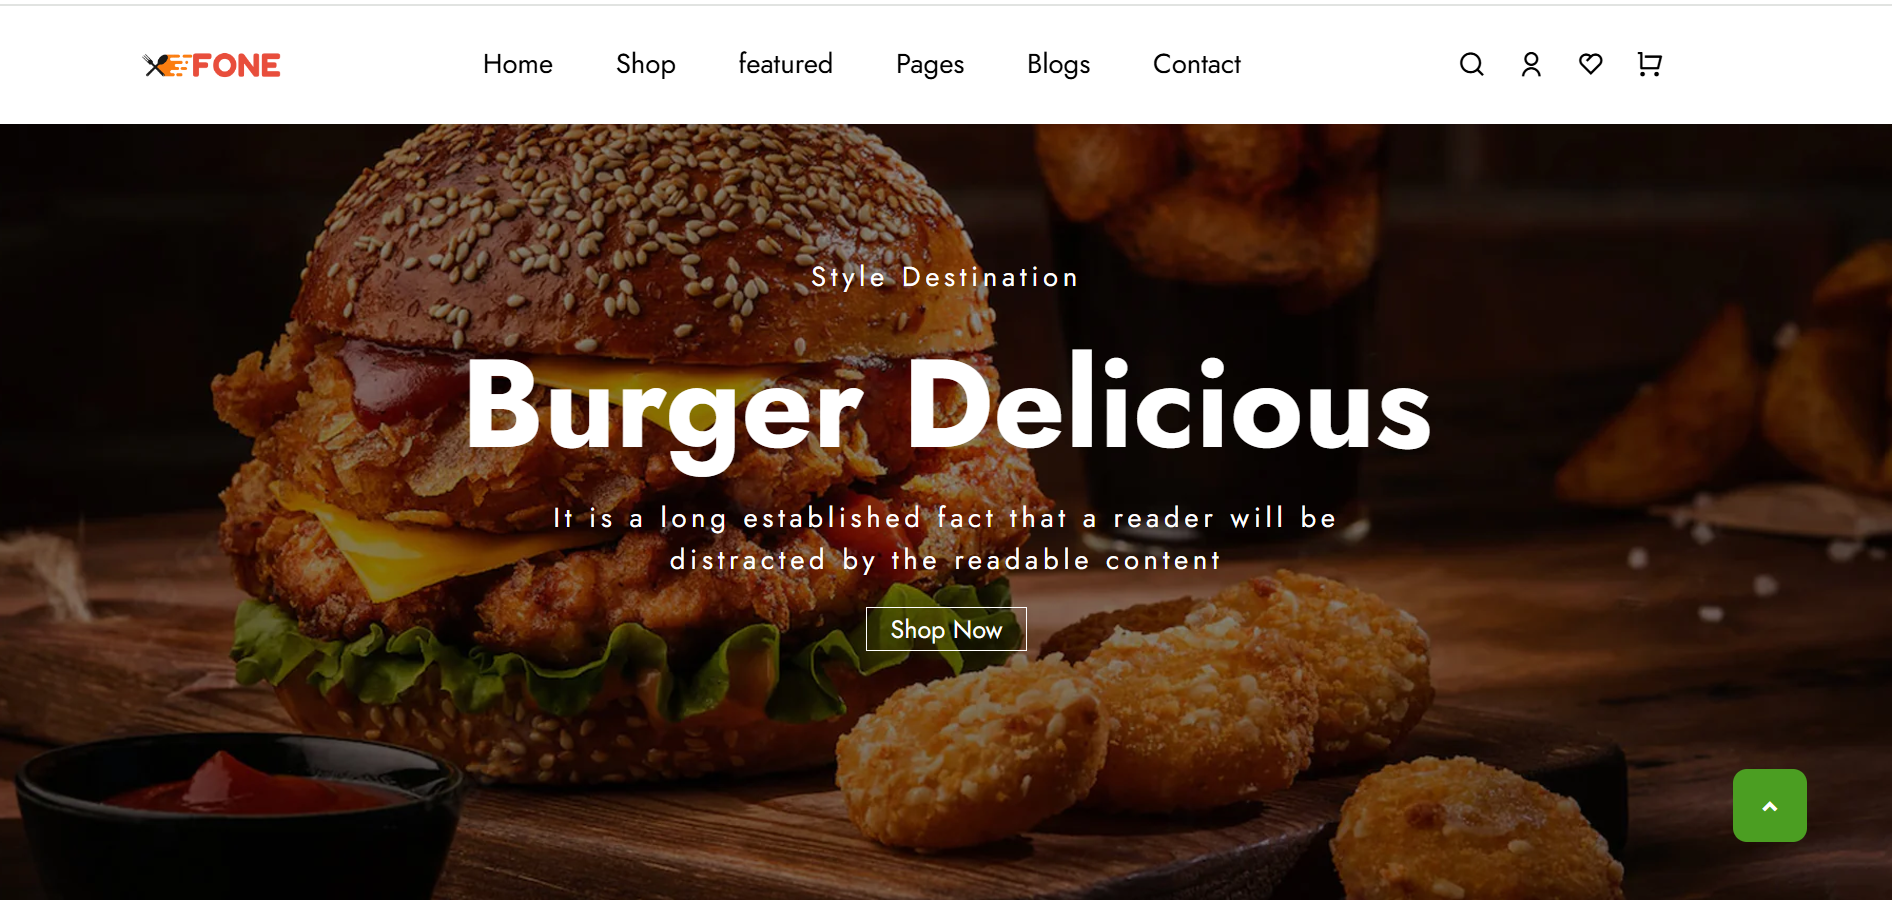 FONE
Home
Shop
featured
Pages
Blogs
Contact
Style Destination
Burger Delicious
It is a long established fact that a reader will be
distracted by the readable content
Shop Now